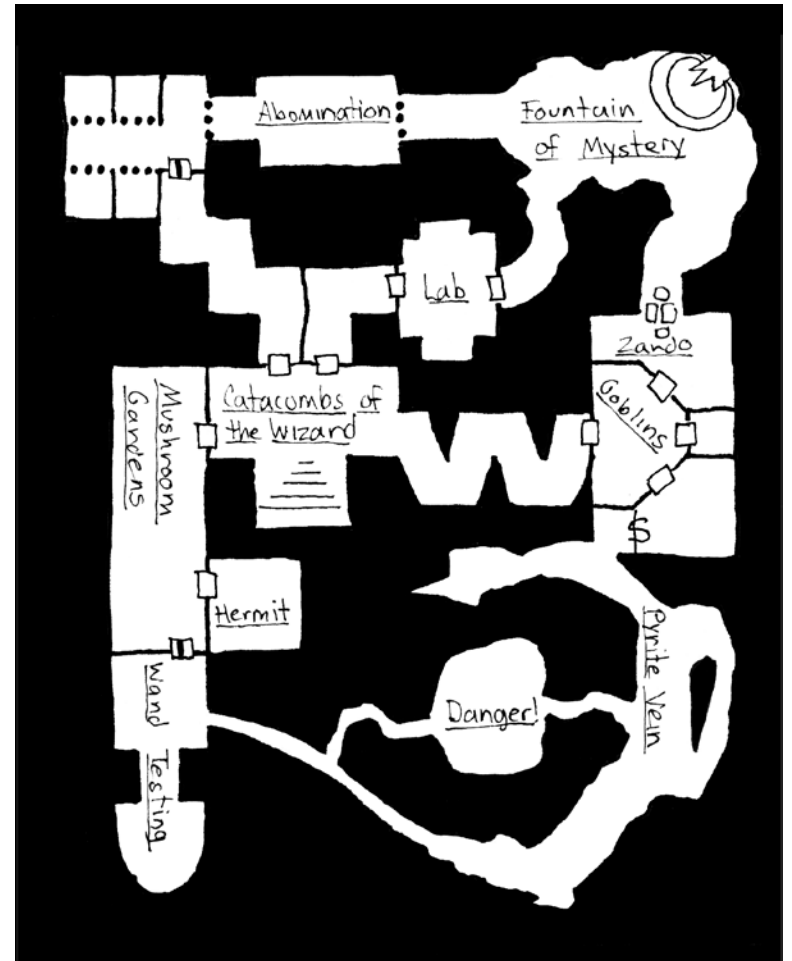 Abomination
Fountain
of Mystery
Lab
Zando
Goblins
Mushroom
Gardens
Catacombs of
the Wizard
$
Hermit
Wand Testing
Danger!
Pyrite Vein